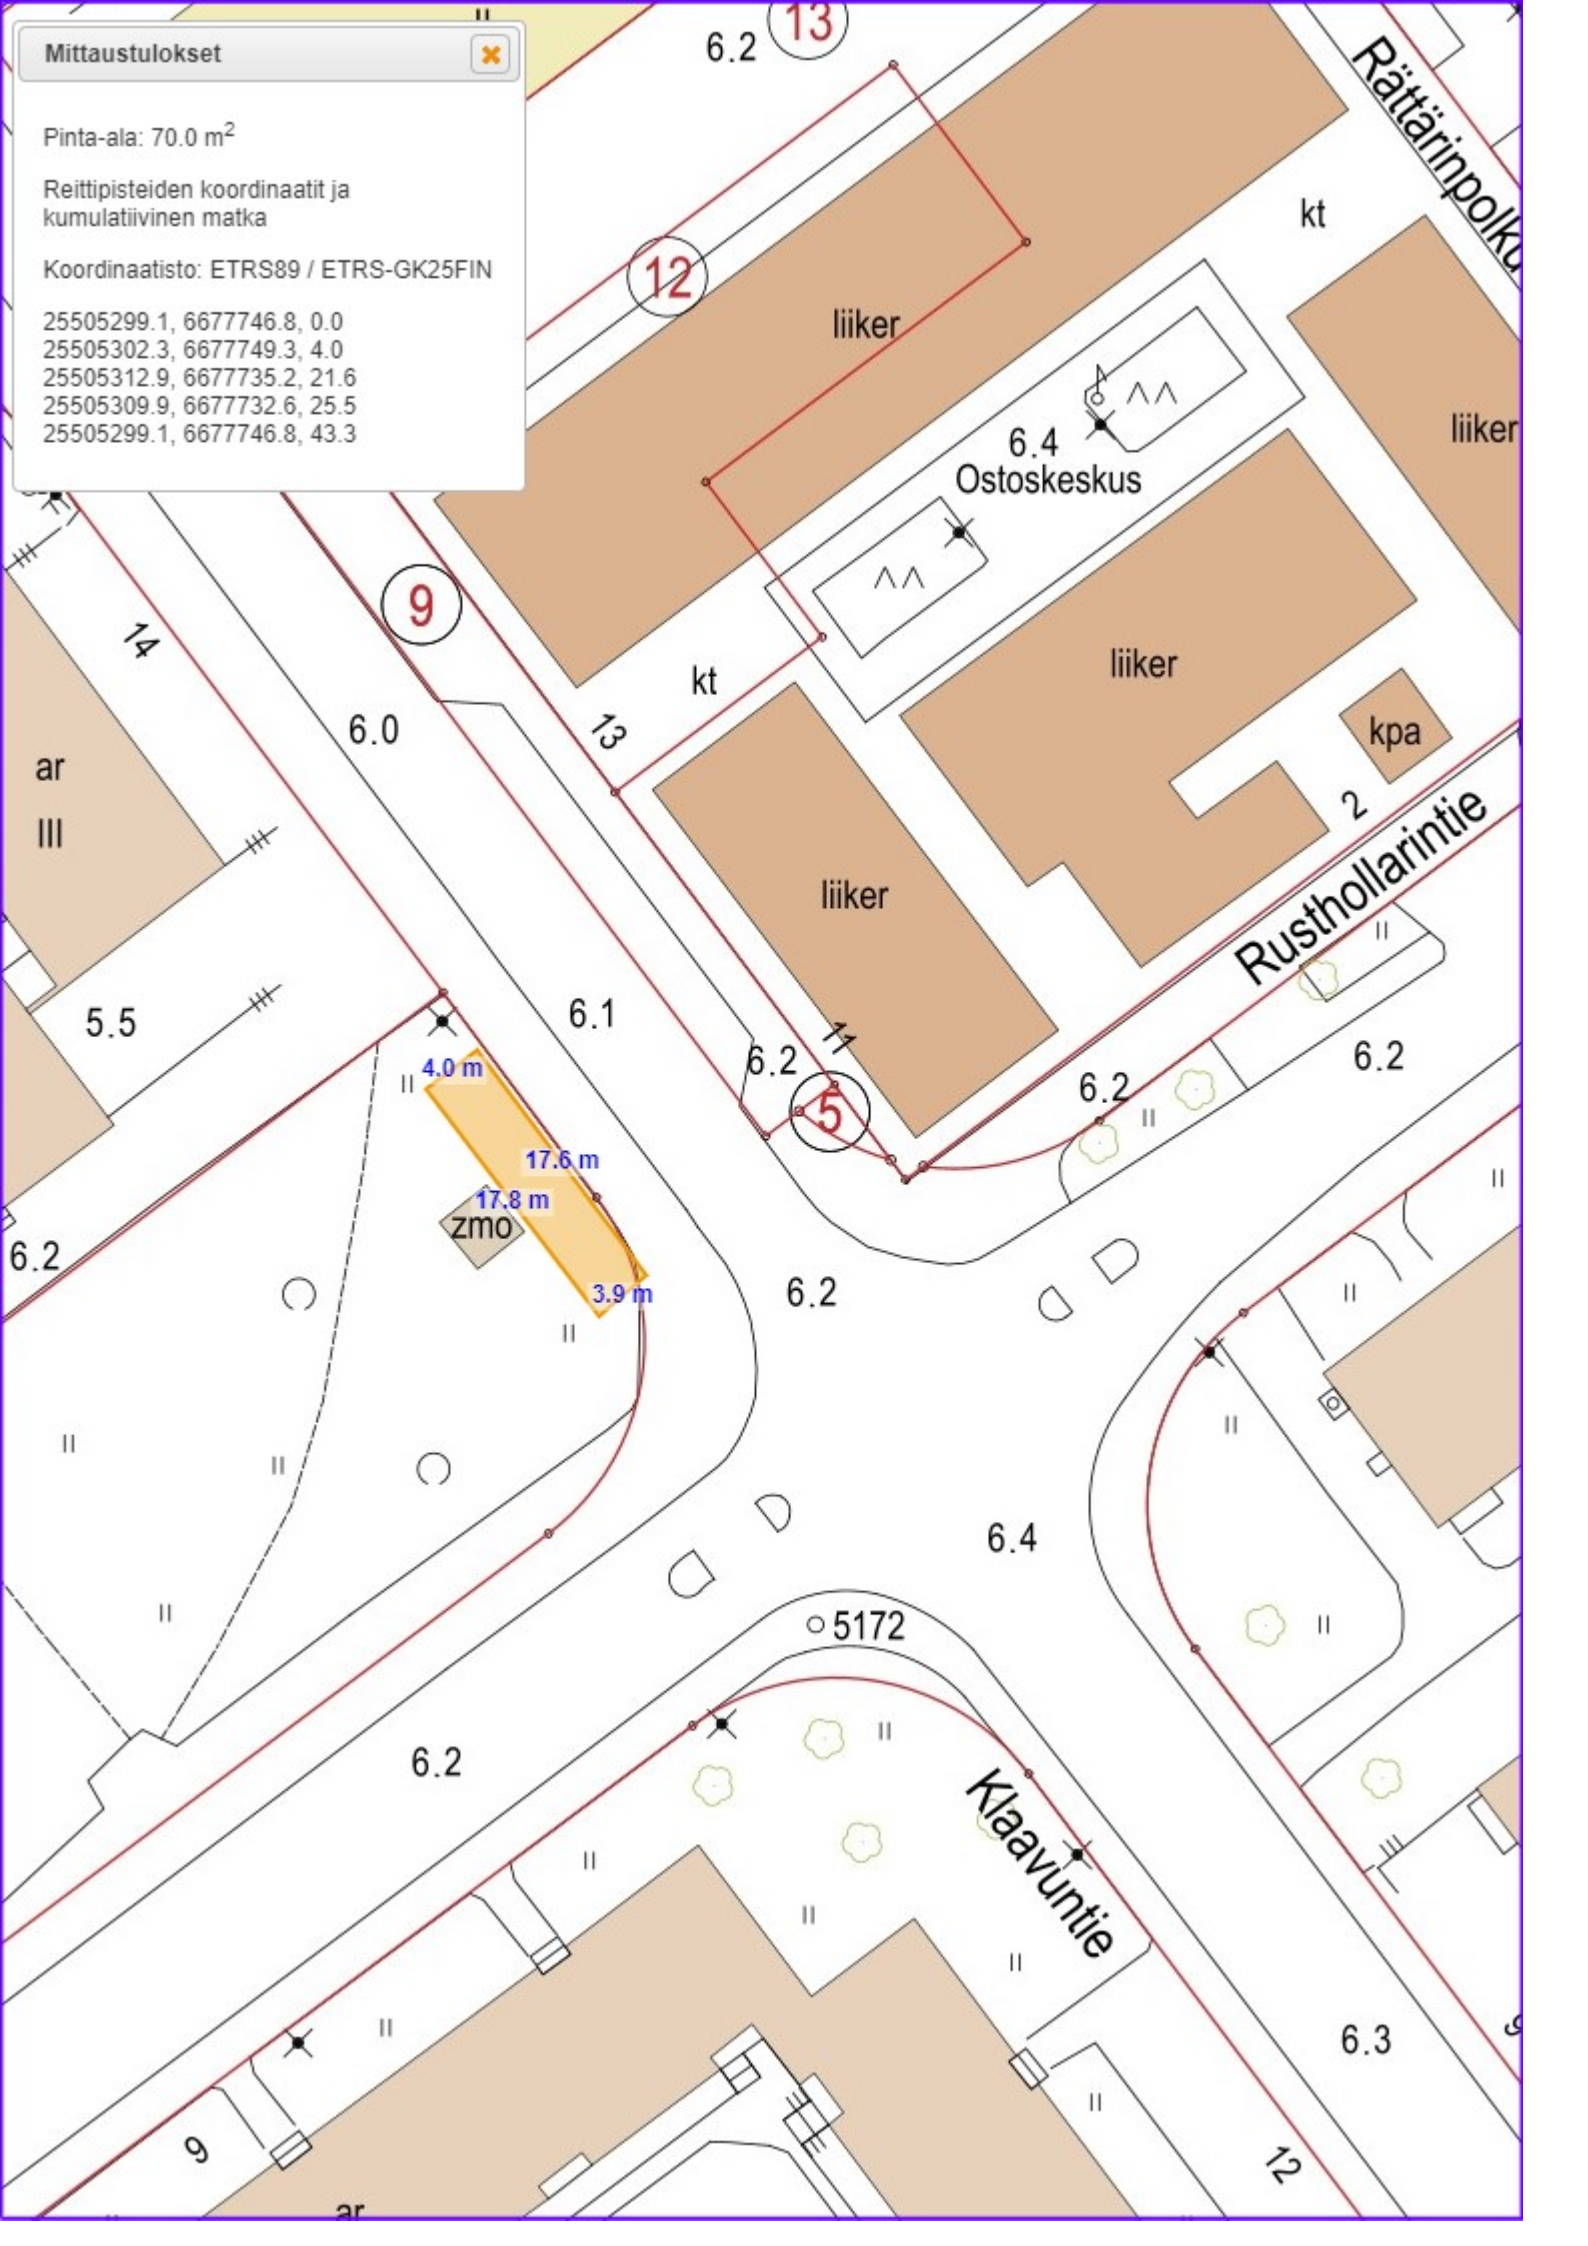 Mittaustulokset
Pinta-ala: 70.0 m2
Reittipisteiden koordinaatit ja
kumulatiivinen matka
Koordinaatisto: ETRS89 / ETRS-GK25FIN
25505299.1, 6677746.8, 0.0
25505302.3, 6677749.3, 4.0
25505312.9, 6677735.2, 21.6
25505309.9, 6677732.6, 25.5
25505299.1, 6677746.8, 43.3
13
6.2
Rättärinpolku
kt
12
liiker
liiker
6.4
Ostoskeskus
9
14
kt
liiker
13
6.0
kpa
ar
III
2
Rusthollarintie
liiker
5.5
6.1
11
6.2
6.2
6.2
5
4.0 m
17.6 m
17.8 m
zmo
6.2
3.9 m
6.2
6.4
5172
6.2
Klaavuntie
6.3
9
9
12
ar